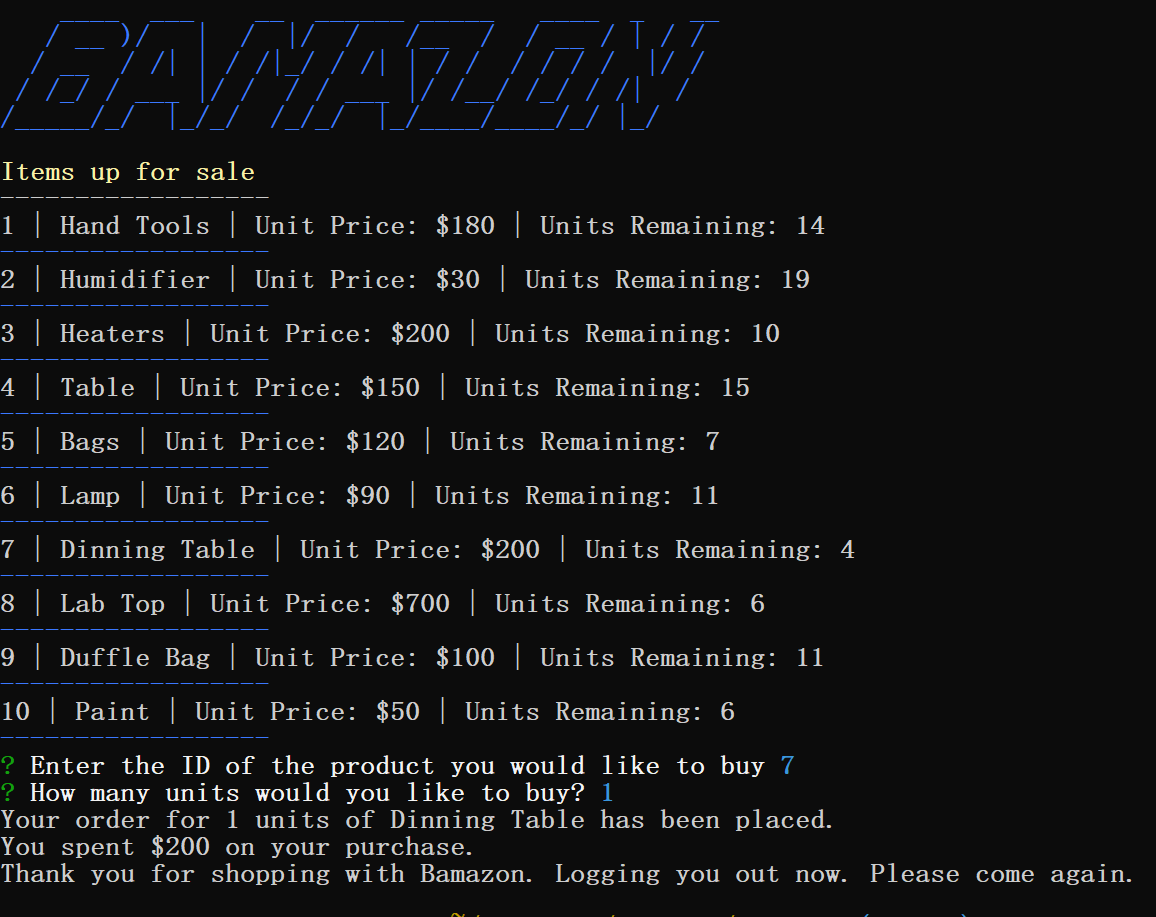 BAMAZON
Items up for sale
------------------
1 | Hand Tools | Unit Price: $180 | Units Remaining: 14
------------------
2 | Humidifier | Unit Price: $30 | Units Remaining: 19
------------------
3 | Heaters | Unit Price: $200 | Units Remaining: 10
------------------
4 | Table | Unit Price: $150 | Units Remaining: 15
------------------
5 | Bags | Unit Price: $120 | Units Remaining: 7
------------------
6 | Lamp | Unit Price: $90 | Units Remaining: 11
------------------
7 | Dinning Table | Unit Price: $200 | Units Remaining: 4
------------------
8 | Lab Top | Unit Price: $700 | Units Remaining: 6
------------------
9 | Duffle Bag | Unit Price: $100 | Units Remaining: 11
------------------
10 | Paint | Unit Price: $50 | Units Remaining: 6
------------------
? Enter the ID of the product you would like to buy 7
? How many units would you like to buy? 1
Your order for 1 units of Dinning Table has been placed.
You spent $200 on your purchase.
Thank you for shopping with Bamazon. Logging you out now. Please come again.